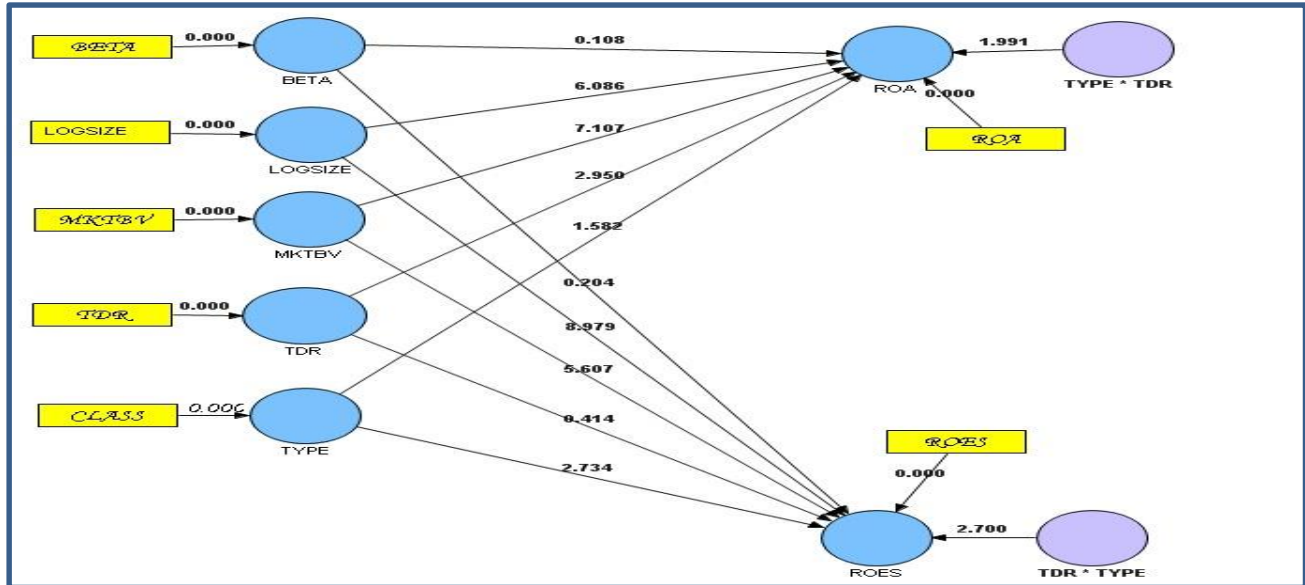 BETA
0.000
BETA
0.108
ROA
1.991
TYPE * TDR
0.000
ROA
LOGSIZE
0.000
LOGSIZE
6.086
MKTBV
0.000
MKTBV
7.107
TDR
0.000
TDR
2.950
CLASS
0.000
TYPE
1.582
0.204
8.979
5.607
0.414
2.734
ROES
0.000
ROES
2.700
TDR * TYPE